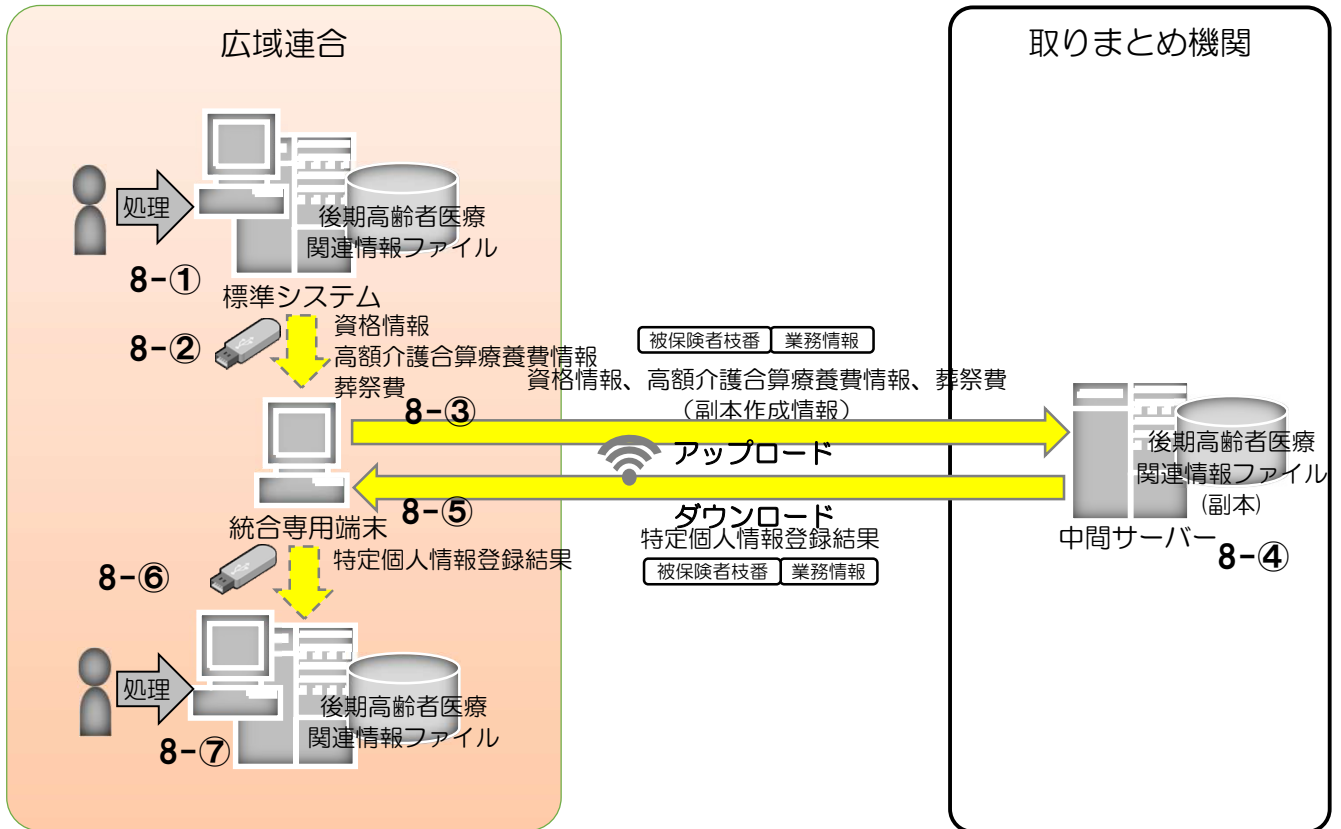 広域連合
取りまとめ機関
処理
後期高齢者医療
関連情報ファイル
8-①
標準システム
8-②
資格情報
高額介護合算療養費情報
葬祭費
被保険者枝番 業務情報
資格情報、高額介護合算療養費情報、葬祭費
(副本作成情報)
8-③
アップロード
後期高齢者医療
関連情報ファイル
(副本)
中間サーバー
8-④
8-⑤
ダウンロード
特定個人情報登録結果
被保険者枝番 業務情報
統合専用端末
8-⑥
特定個人情報登録結果
処理
後期高齢者医療
関連情報ファイル
8-⑦